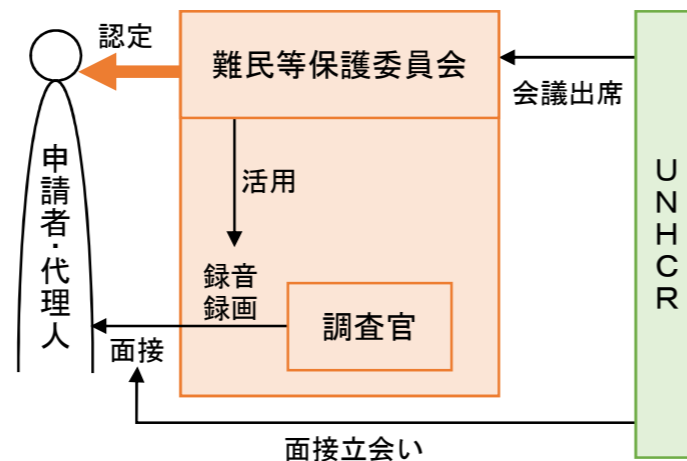 認定
難民等保護委員会
会議出席
申請者・代理人
活用
UNHCR
録音
録画
調査官
面接
面接立会い